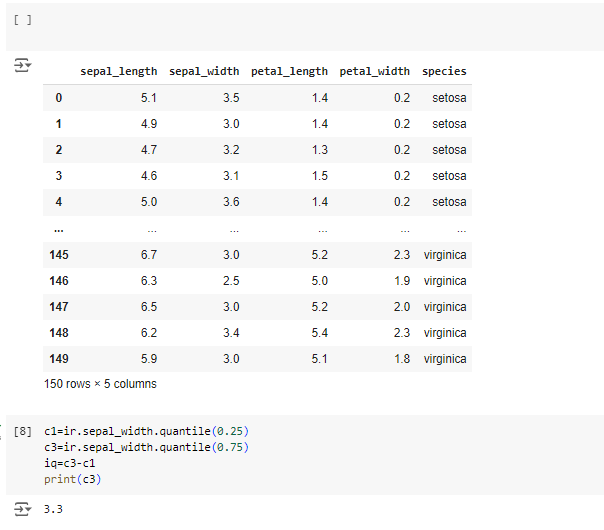 [ ]
sepal_length sepal_width petal_length petal_width species
0 5.1 3.5 1.4 0.2 setosa
1 4.9 3.0 1.4 0.2 setosa
2 4.7 3.2 1.3 0.2 setosa
3 4.6 3.1 1.5 0.2 setosa
4 5.0 3.6 1.4 0.2 setosa
... ... ... ... ... ...
145 6.7 3.0 5.2 2.3 virginica
146 6.3 2.5 5.0 1.9 virginica
147 6.5 3.0 5.2 2.0 virginica
148 6.2 3.4 5.4 2.3 virginica
149 5.9 3.0 5.1 1.8 virginica
150 rows × 5 columns
[8] c1=ir.sepal_width.quantile(0.25)
c3=ir.sepal_width.quantile(0.75)
iq=c3-c1
print(c3)
3.3